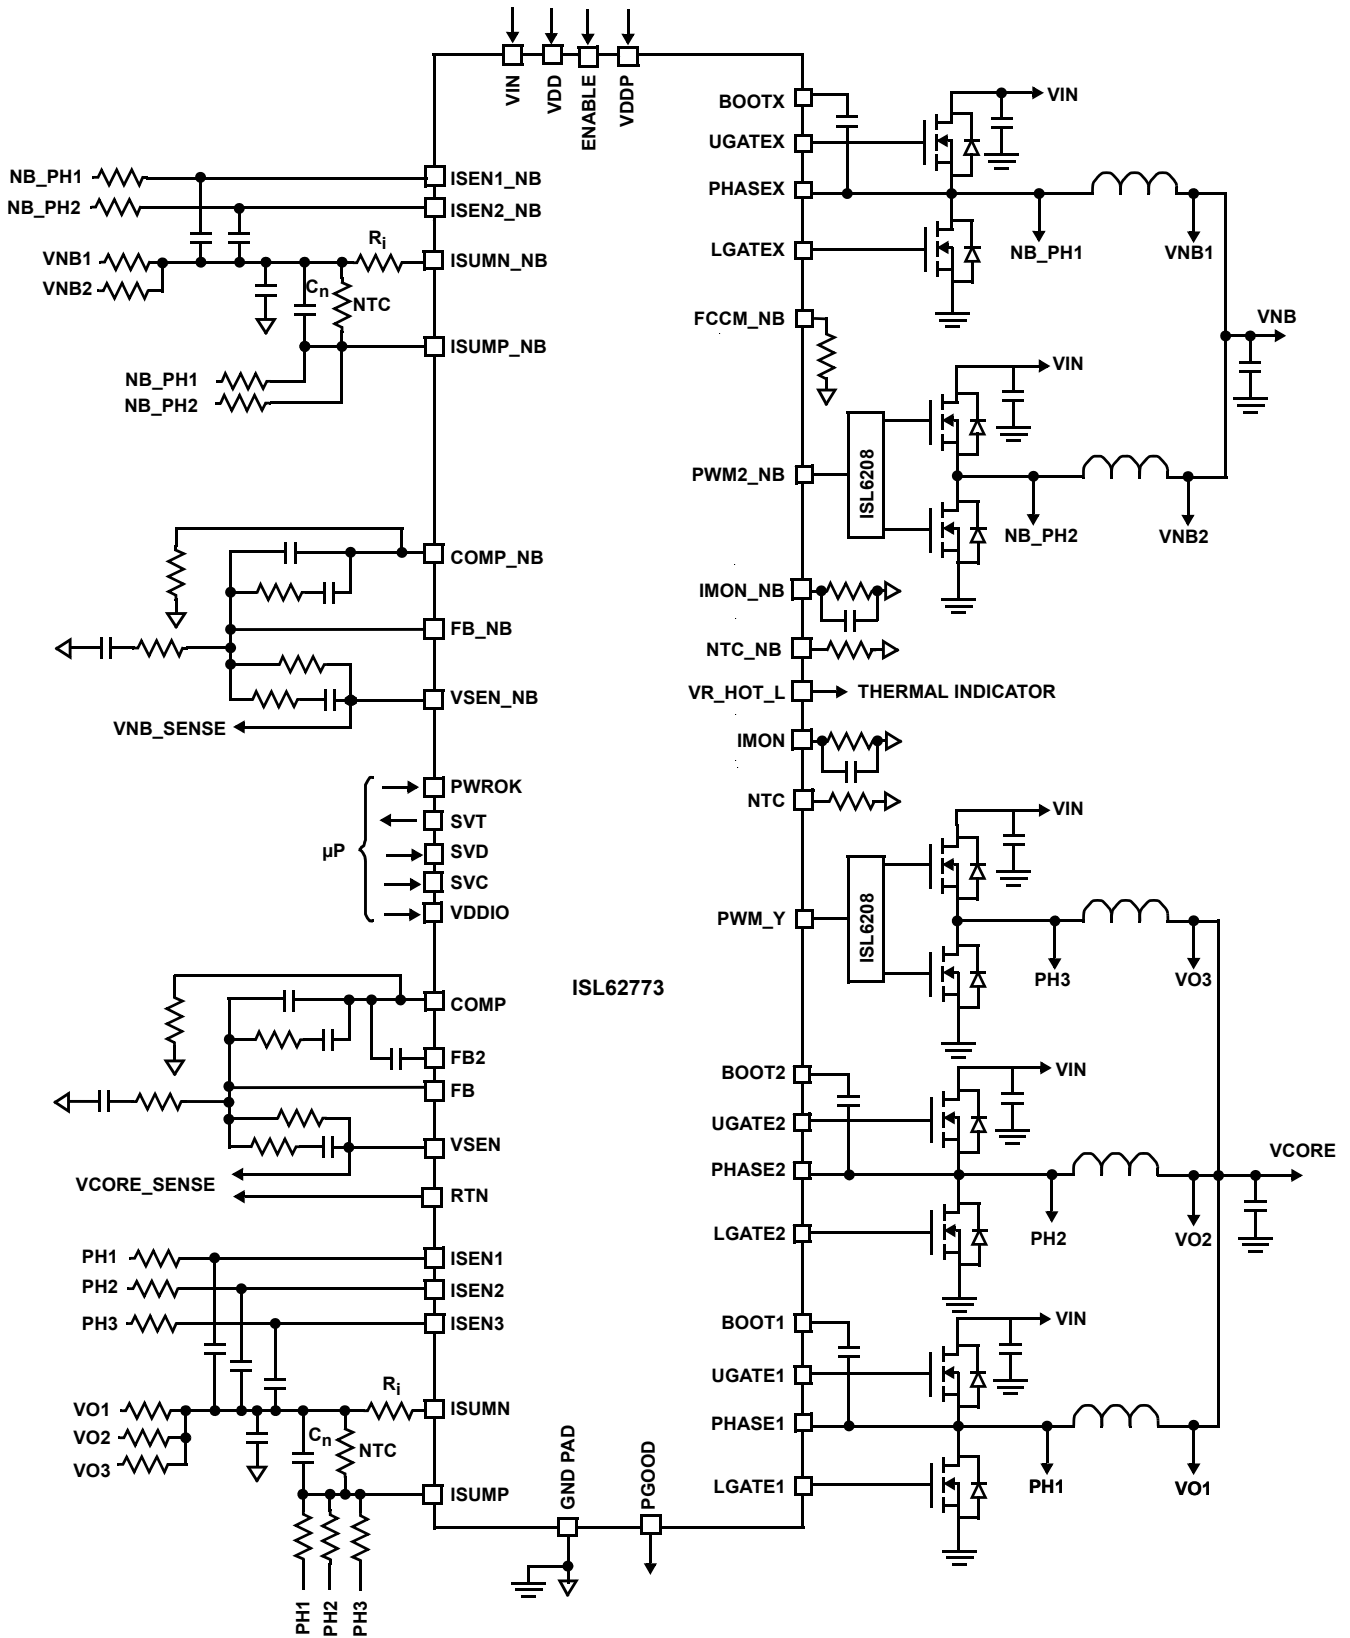 VIN
VDD
ENABLE
VDDP
BOOTX
UGATEX
PHASEX
LGATEX
FCCM_NB
PWM2_NB
IMON_NB
NTC_NB
VR_HOT_L
THERMAL INDICATOR
IMON
NTC
PWM_Y
BOOT2
UGATE2
PHASE2
LGATE2
BOOT1
UGATE1
PHASE1
LGATE1
NB_PH1
NB_PH2
VNB1
VNB2
Ri
Cn
NTC
NB_PH1
NB_PH2
ISEN1_NB
ISEN2_NB
ISUMN_NB
ISUMP_NB
COMP_NB
FB_NB
VSEN_NB
VNB_SENSE
µP
PWROK
SVT
SVD
SVC
VDDIO
ISL62773
COMP
FB2
FB
VSEN
VCORE_SENSE
RTN
PH1
PH2
PH3
ISEN1
ISEN2
ISEN3
VO1
VO2
VO3
Ri
Cn
NTC
ISUMN
ISUMP
PH1
PH2
PH3
GND PAD
PGOOD
VIN
NB_PH1
VNB1
VNB
VIN
ISL6208
NB_PH2
VNB2
VIN
ISL6208
PH3
VO3
VIN
VCORE
PH2
VO2
VIN
PH1
VO1